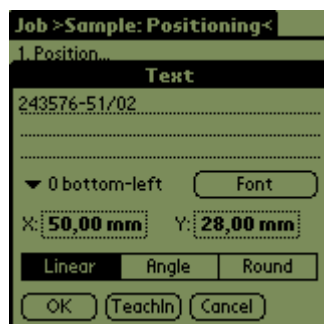 Job >Sample: Positioning<
1. Position...
Text
243576-51/02
0 bottom-left Font
X: 50,00 mm Y: 28,00 mm
Linear Angle Round
OK TeachIn Cancel